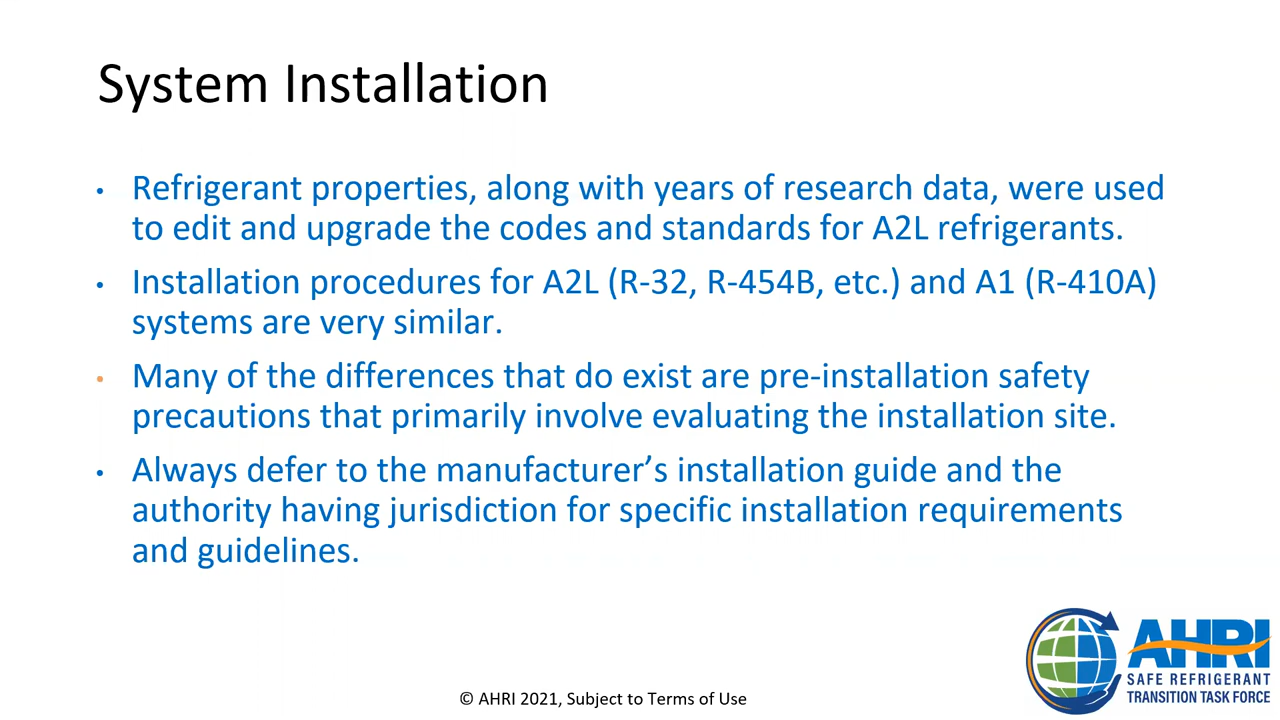 System Installation
• Refrigerant properties, along with years of research data, were used
to edit and upgrade the codes and standards for A2L refrigerants.
• Installation procedures for A2L (R-32, R-454B, etc.) and A1 (R-410A)
systems are very similar.
• Many of the differences that do exist are pre-installation safety
precautions that primarily involve evaluating the installation site.
• Always defer to the manufacturer’s installation guide and the
authority having jurisdiction for specific installation requirements
and guidelines.
AHRI
SAFE REFRIGERANT
TRANSITION TASK FORCE
© AHRI 2021, Subject to Terms of Use